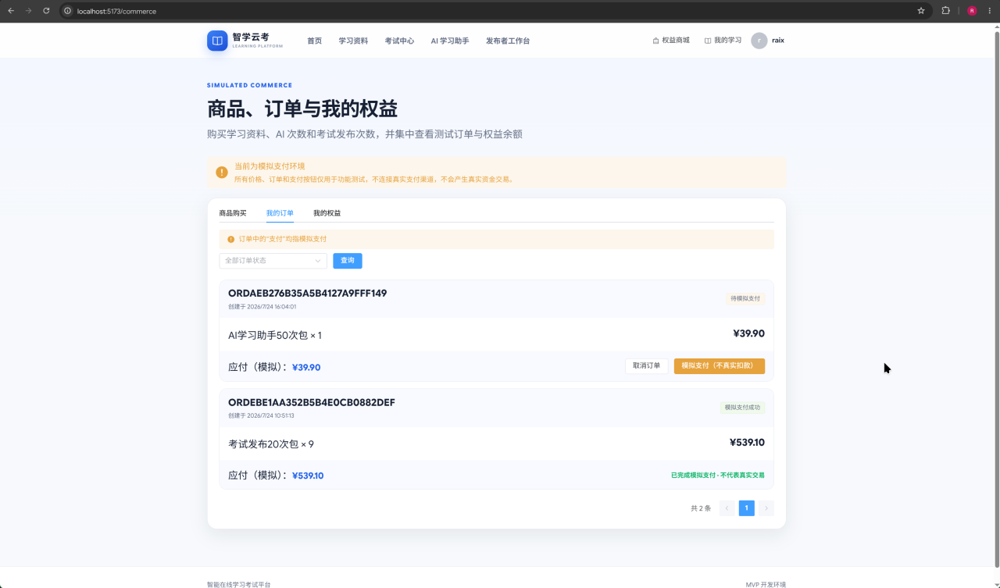 localhost:5173/commerce
R
智学云考
LEARNING PLATFORM
首页 学习资料 考试中心 AI 学习助手 发布者工作台 权益商城 我的学习 r raix
SIMULATED COMMERCE
商品、订单与我的权益
购买学习资料、AI 次数和考试发布次数，并集中查看测试订单与权益余额
当前为模拟支付环境
所有价格、订单和支付按钮仅用于功能测试，不连接真实支付渠道，不会产生真实资金交易。
商品购买 我的订单 我的权益
订单中的“支付”均指模拟支付
全部订单状态 查询
ORDAEB276B35A5B4127A9FFF149
创建于 2026/7/24 16:04:01
待模拟支付
AI学习助手50次包 × 1 ¥39.90
应付（模拟）：¥39.90 取消订单 模拟支付（不真实扣款）
ORDEBE1AA352B5B4E0CB0882DEF
创建于 2026/7/24 10:51:13
模拟支付成功
考试发布20次包 × 9 ¥539.10
应付（模拟）：¥539.10 已完成模拟支付 · 不代表真实交易
共 2 条 1
智能在线学习考试平台 MVP 开发环境